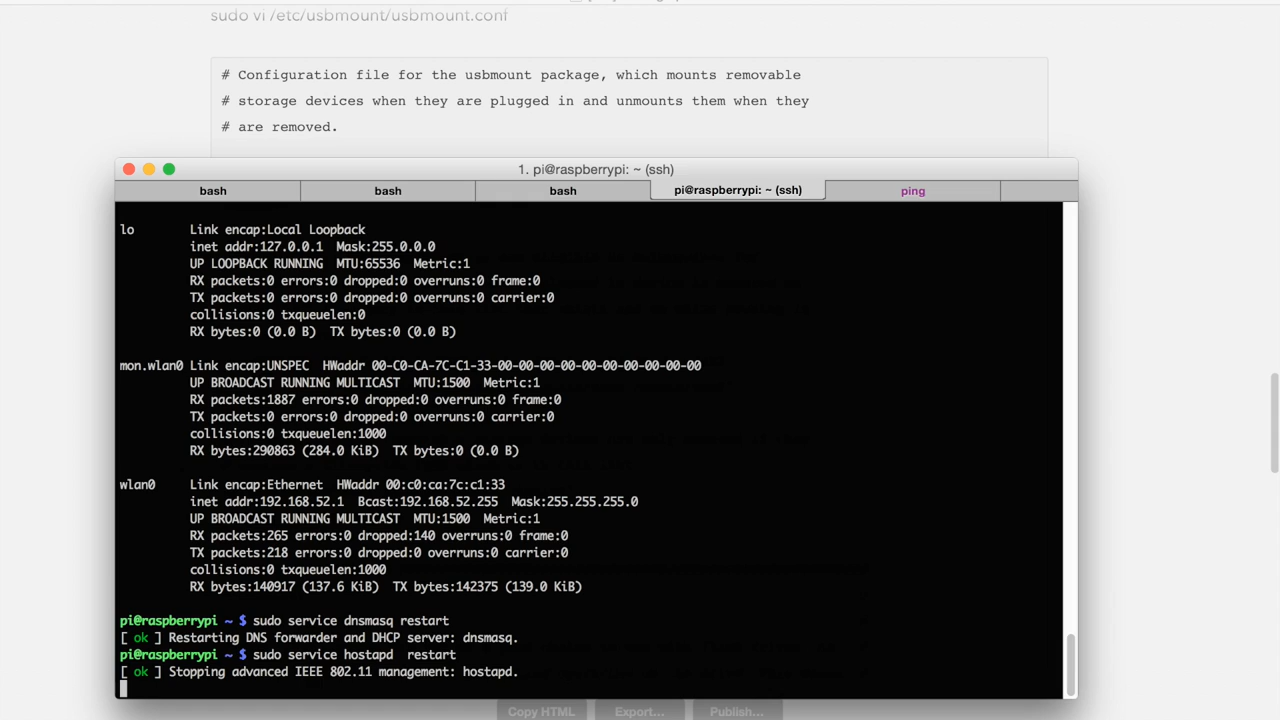 sudo vi /etc/usbmount/usbmount.conf
# Configuration file for the usbmount package, which mounts removable
# storage devices when they are plugged in and unmounts them when they
# are removed.
1. pi@raspberrypi: ~ (ssh)
bash bash bash pi@raspberrypi: ~ (ssh) ping
lo Link encap:Local Loopback
inet addr:127.0.0.1 Mask:255.0.0.0
UP LOOPBACK RUNNING MTU:65536 Metric:1
RX packets:0 errors:0 dropped:0 overruns:0 frame:0
TX packets:0 errors:0 dropped:0 overruns:0 carrier:0
collisions:0 txqueuelen:0
RX bytes:0 (0.0 B) TX bytes:0 (0.0 B)
mon.wlan0 Link encap:UNSPEC HWaddr 00-C0-CA-7C-C1-33-00-00-00-00-00-00-00-00-00-00
UP BROADCAST RUNNING MULTICAST MTU:1500 Metric:1
RX packets:1887 errors:0 dropped:0 overruns:0 frame:0
TX packets:0 errors:0 dropped:0 overruns:0 carrier:0
collisions:0 txqueuelen:1000
RX bytes:290863 (284.0 KiB) TX bytes:0 (0.0 B)
wlan0 Link encap:Ethernet HWaddr 00:c0:ca:7c:c1:33
inet addr:192.168.52.1 Bcast:192.168.52.255 Mask:255.255.255.0
UP BROADCAST RUNNING MULTICAST MTU:1500 Metric:1
RX packets:265 errors:0 dropped:140 overruns:0 frame:0
TX packets:218 errors:0 dropped:0 overruns:0 carrier:0
collisions:0 txqueuelen:1000
RX bytes:140917 (137.6 KiB) TX bytes:142375 (139.0 KiB)
pi@raspberrypi ~ $ sudo service dnsmasq restart
[ ok ] Restarting DNS forwarder and DHCP server: dnsmasq.
pi@raspberrypi ~ $ sudo service hostapd  restart
[ ok ] Stopping advanced IEEE 802.11 management: hostapd.
Copy HTML Export... Publish...